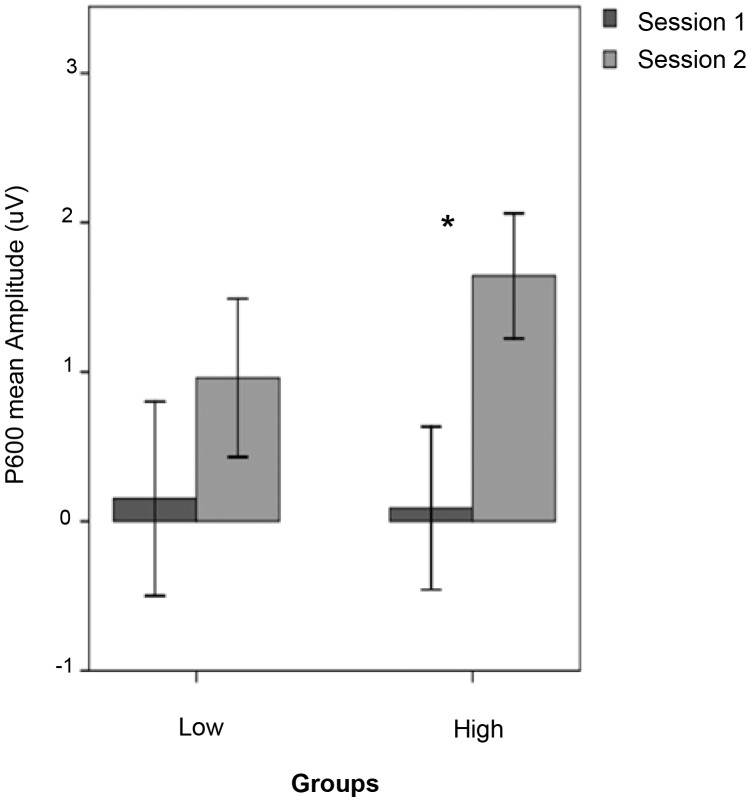 Session 1
Session 2
P600 mean Amplitude (uV)
3
2
1
0
-1
*
Low
High
Groups